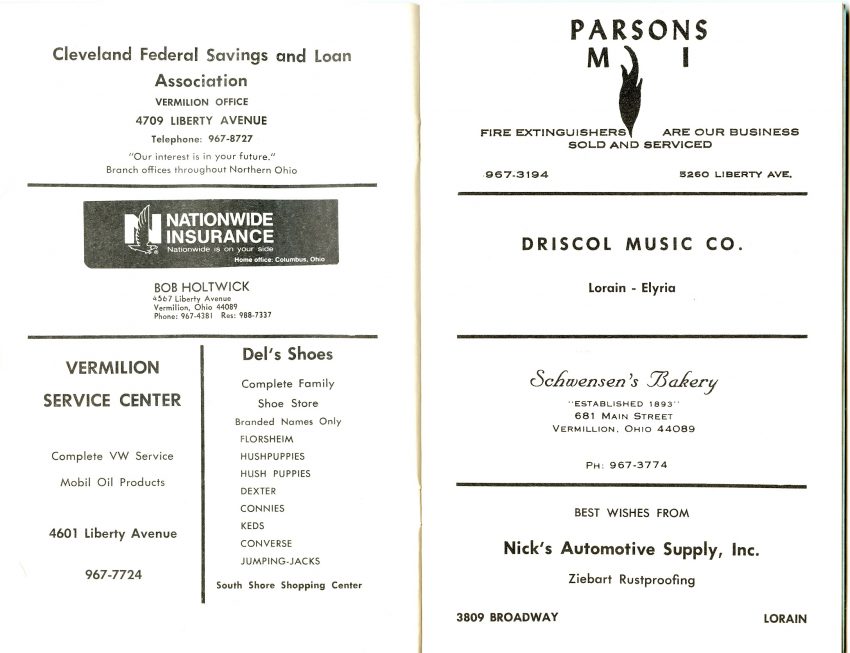 Cleveland Federal Savings and Loan
Association
VERMILION OFFICE
4709 LIBERTY AVENUE
Telephone: 967-8727
"Our interest is in your future."
Branch offices throughout Northern Ohio
N NATIONWIDE
INSURANCE
Nationwide is on your side
Home office: Columbus, Ohio
BOB HOLTWICK
4567 Liberty Avenue
Vermilion, Ohio 44089
Phone: 967-4381 Res: 988-7337
VERMILION
SERVICE CENTER
Complete VW Service
Mobil Oil Products
4601 Liberty Avenue
967-7724
Del's Shoes
Complete Family
Shoe Store
Branded Names Only
FLORSHEIM
HUSHPUPPIES
HUSH PUPPIES
DEXTER
CONNIES
KEDS
CONVERSE
JUMPING-JACKS
South Shore Shopping Center
PARSONS
M I
FIRE EXTINGUISHERS ARE OUR BUSINESS
SOLD AND SERVICED
967-3194 5260 LIBERTY AVE.
DRISCOL MUSIC CO.
Lorain - Elyria
Schwensen's Bakery
"ESTABLISHED 1893"
681 MAIN STREET
VERMILLION, OHIO 44089
PH: 967-3774
BEST WISHES FROM
Nick's Automotive Supply, Inc.
Ziebart Rustproofing
3809 BROADWAY LORAIN